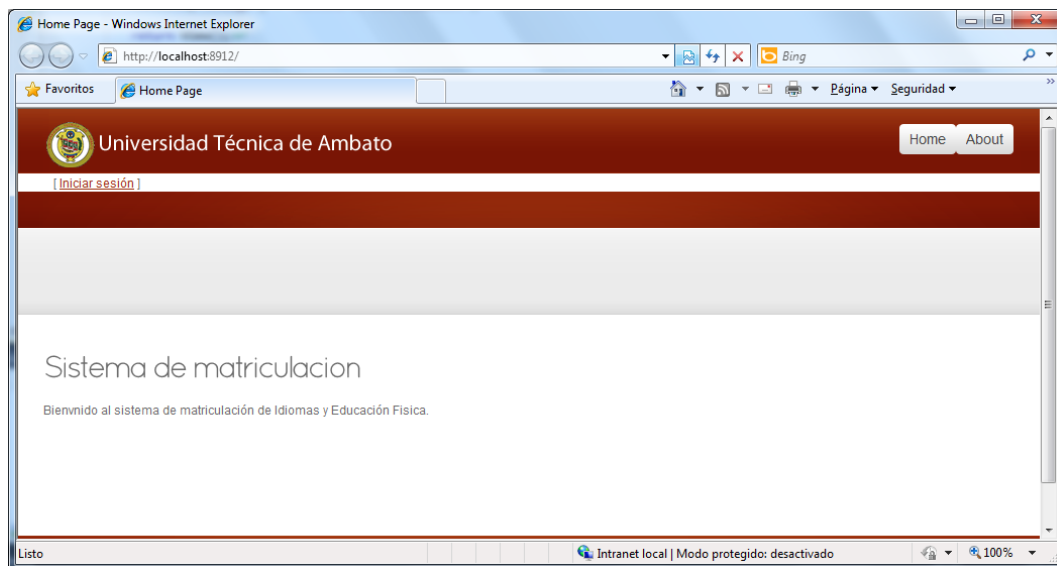 Home Page - Windows Internet Explorer
http://localhost:8912/
Bing
Favoritos
Home Page
Página
Seguridad
»
Universidad Técnica de Ambato
Home
About
[ Iniciar sesión ]
Sistema de matriculacion
Bienvnido al sistema de matriculación de Idiomas y Educación Fisica.
Listo
Intranet local | Modo protegido: desactivado
100%